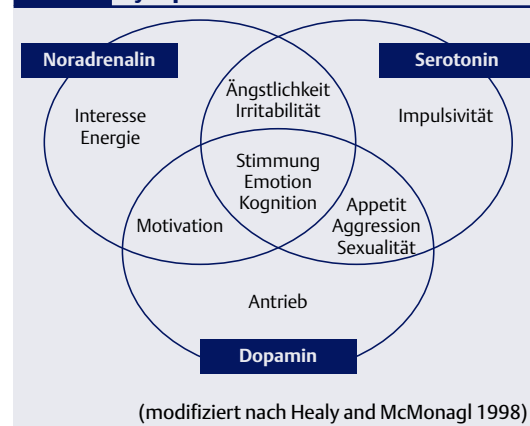 Noradrenalin
Serotonin
Ängstlichkeit
Irritabilität
Interesse
Energie
Impulsivität
Stimmung
Emotion
Kognition
Motivation
Appetit
Aggression
Sexualität
Antrieb
Dopamin
(modifiziert nach Healy and McMonagl 1998)